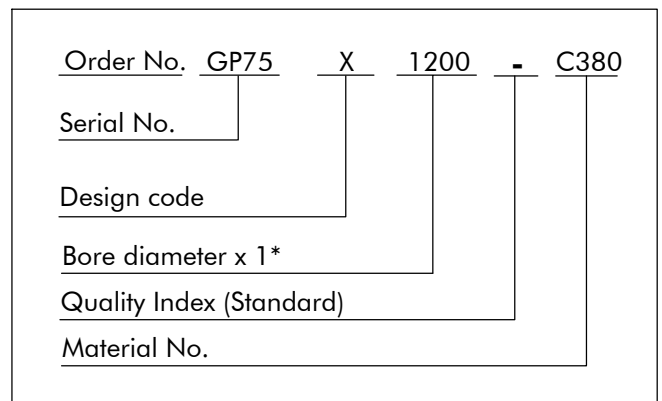 Order No. GP75 X 1200 - C380
Serial No.
Design code
Bore diameter x 1*
Quality Index (Standard)
Material No.